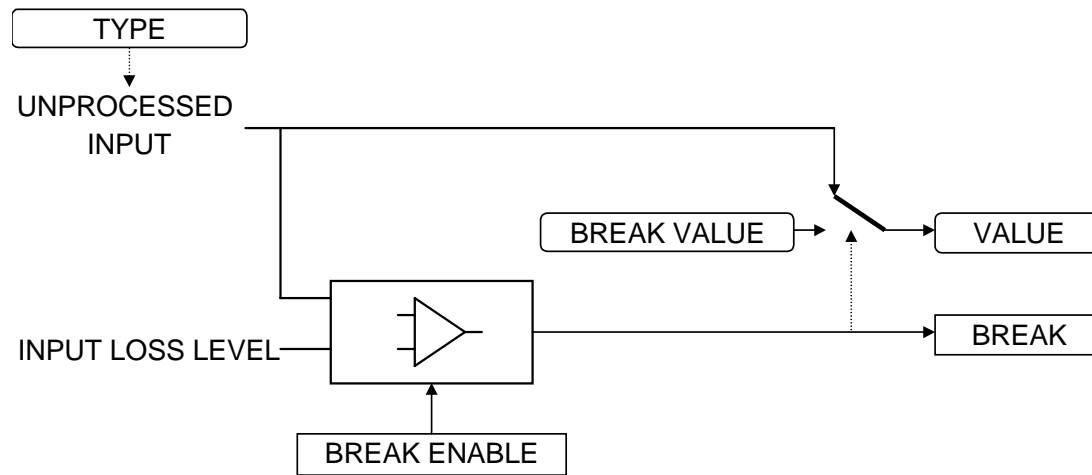 TYPE
UNPROCESSED
INPUT
BREAK VALUE
VALUE
INPUT LOSS LEVEL
BREAK
BREAK ENABLE